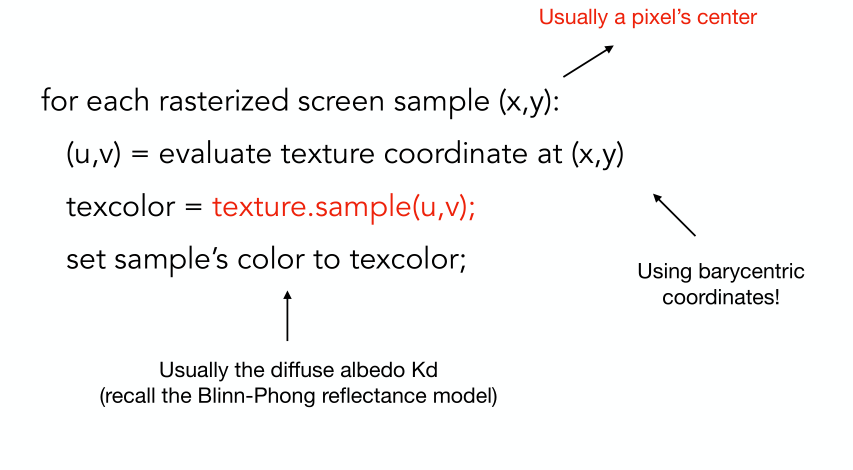 Usually a pixel's center
for each rasterized screen sample (x,y):
(u,v) = evaluate texture coordinate at (x,y)
texcolor = texture.sample(u,v);
set sample's color to texcolor;
Using barycentric
coordinates!
Usually the diffuse albedo Kd
(recall the Blinn-Phong reflectance model)